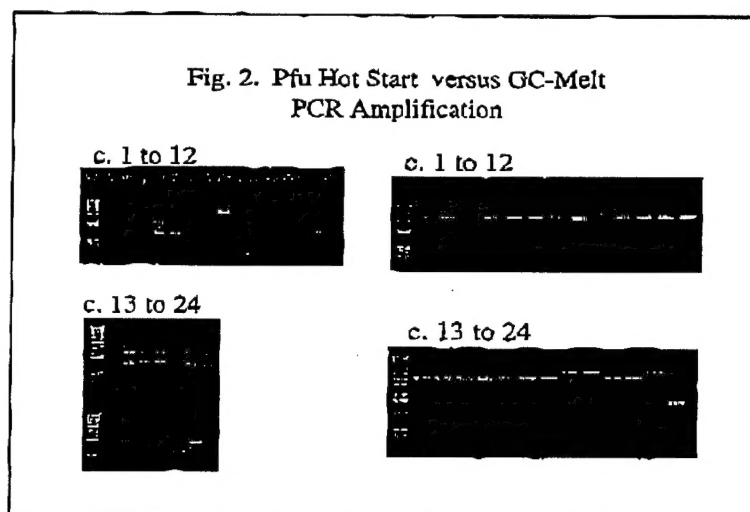 Fig. 2. Pfu Hot Start versus GC-Melt
PCR Amplification
c. 1 to 12
c. 1 to 12
c. 13 to 24
c. 13 to 24